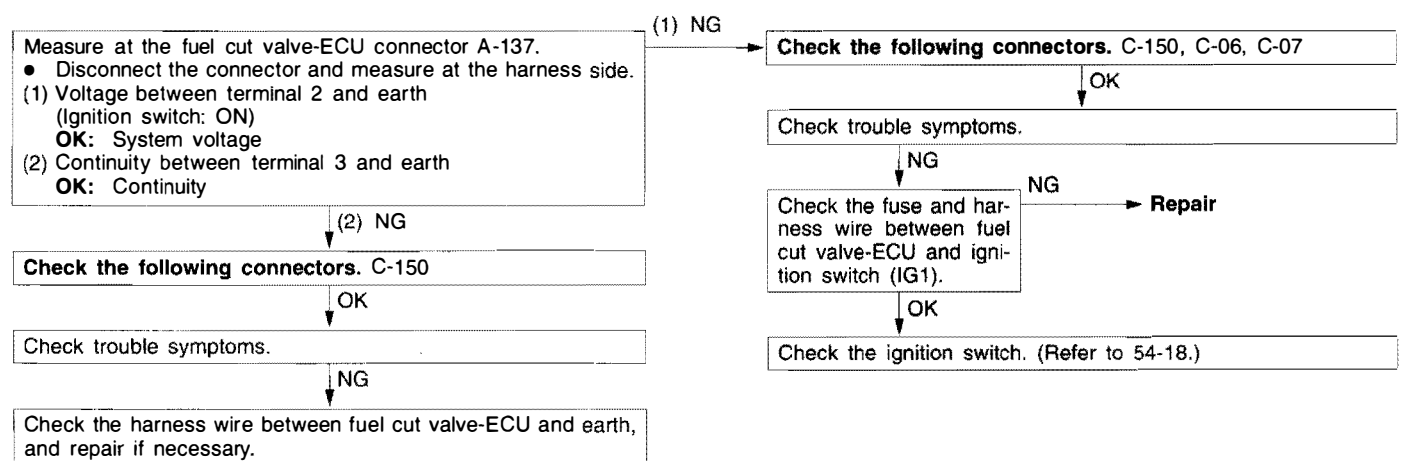 Measure at the fuel cut valve-ECU connector A-137.
● Disconnect the connector and measure at the harness side.
(1) Voltage between terminal 2 and earth
(Ignition switch: ON)
OK: System voltage
(2) Continuity between terminal 3 and earth
OK: Continuity
(2) NG
Check the following connectors. C-150
OK
Check trouble symptoms.
NG
Check the harness wire between fuel cut valve-ECU and earth,
and repair if necessary.
(1) NG
Check the following connectors. C-150, C-06, C-07
OK
Check trouble symptoms.
NG
Check the fuse and har-
ness wire between fuel
cut valve-ECU and igni-
tion switch (IG1).
NG
Repair
OK
Check the ignition switch. (Refer to 54-18.)